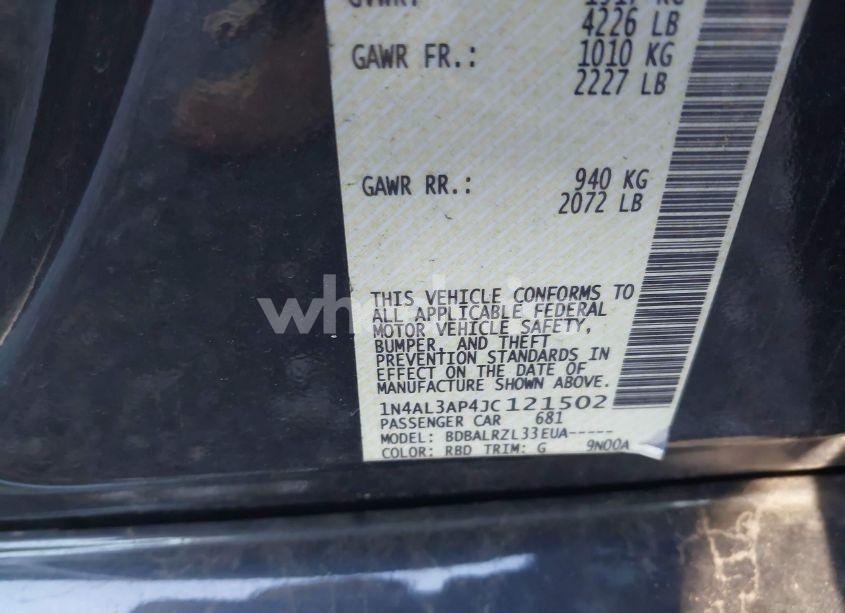 4226 LB
GAWR FR.: 1010 KG
2227 LB
GAWR RR.: 940 KG
2072 LB
THIS VEHICLE CONFORMS TO
ALL APPLICABLE FEDERAL
MOTOR VEHICLE SAFETY,
BUMPER, AND THEFT
PREVENTION STANDARDS IN
EFFECT ON THE DATE OF
MANUFACTURE SHOWN ABOVE.
1N4AL3AP4JC121502
PASSENGER CAR 681
MODEL: BDBALRZL33EUA-----
COLOR: RBD TRIM: G 9N00A